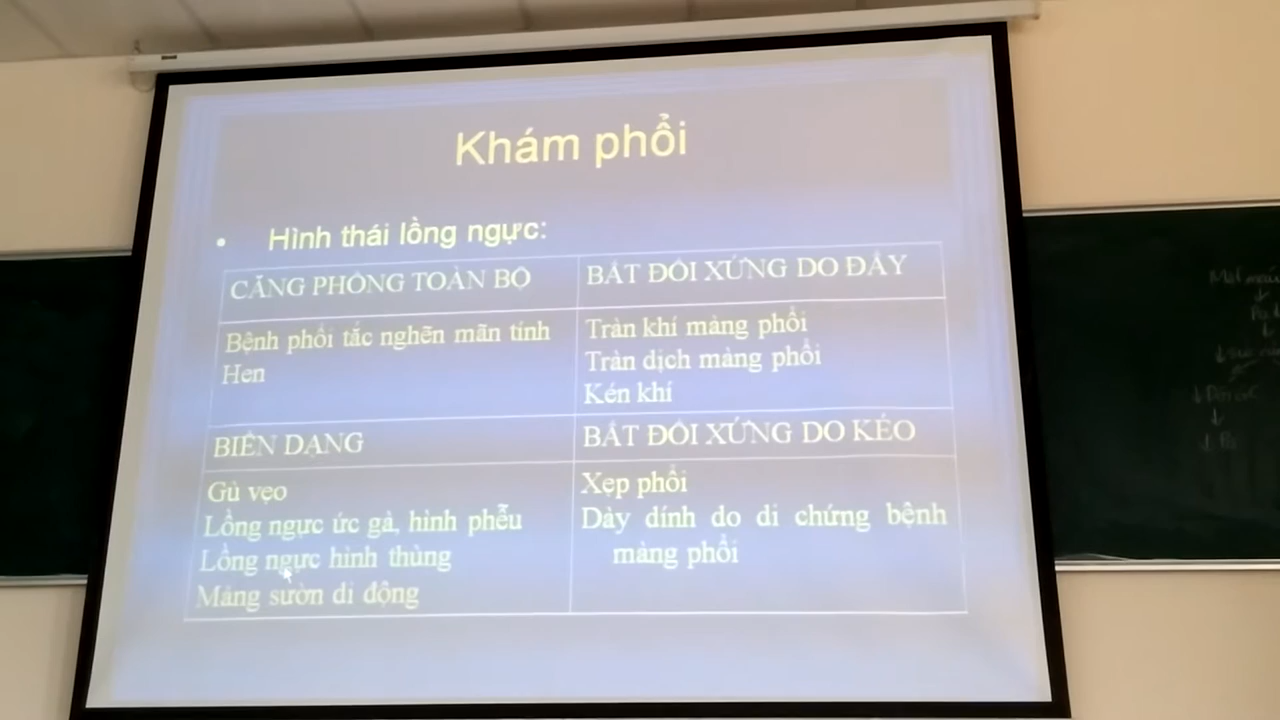 Khám phổi
• Hình thái lồng ngực:
CĂNG PHỒNG TOÀN BỘ
BẤT ĐỐI XỨNG DO ĐẨY
Bệnh phổi tắc nghẽn mãn tính
Hen
Tràn khí màng phổi
Tràn dịch màng phổi
Kén khí
BIẾN DẠNG
BẤT ĐỐI XỨNG DO KÉO
Gù vẹo
Lồng ngực ức gà, hình phễu
Lồng ngực hình thùng
Mảng sườn di động
Xẹp phổi
Dày dính do di chứng bệnh
màng phổi